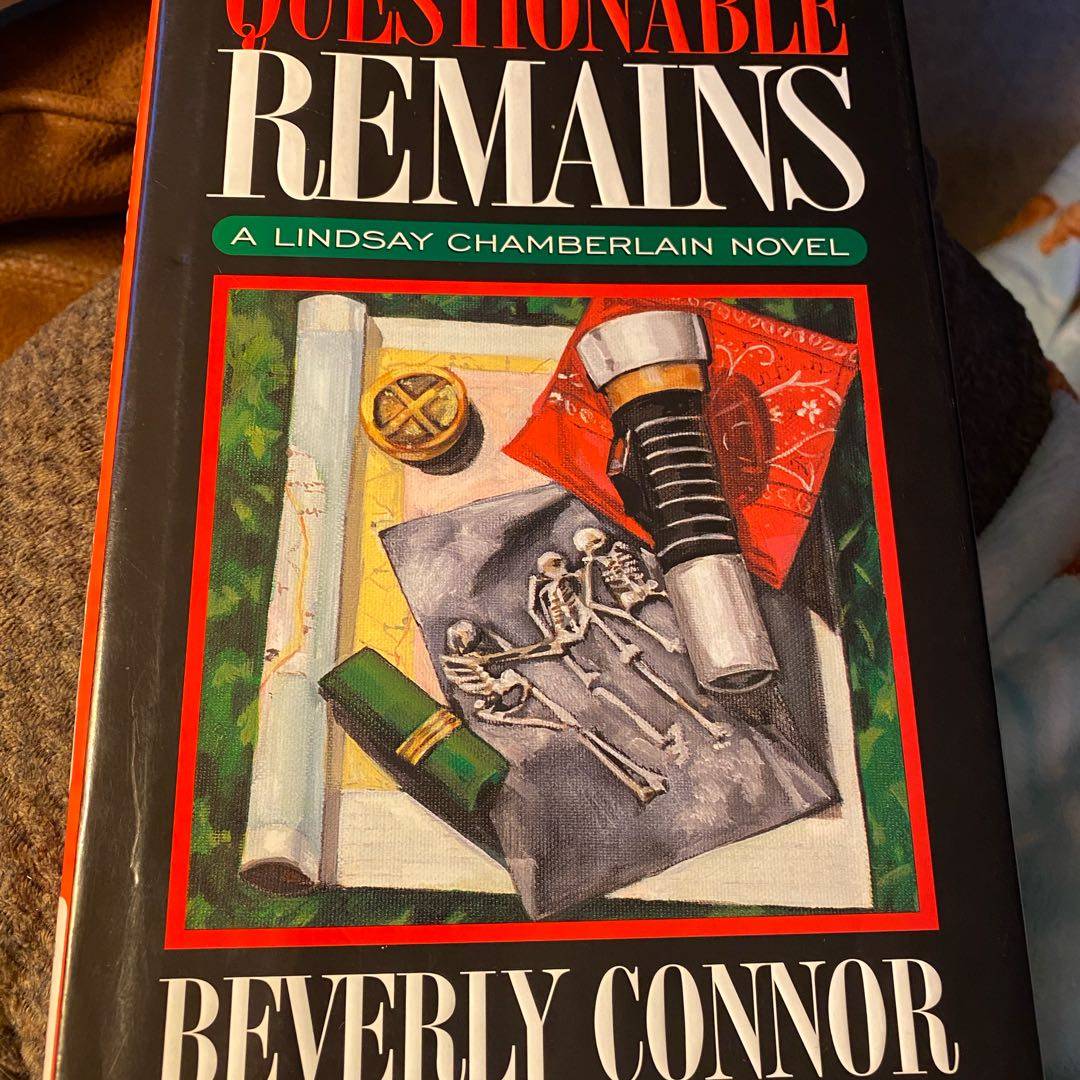 QUESTIONABLE
REMAINS
A LINDSAY CHAMBERLAIN NOVEL
BEVERLY CONNOR